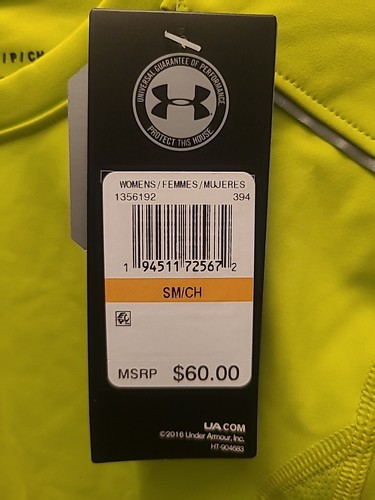 /P/CH
UNIVERSAL GUARANTEE OF PERFORMANCE
PROTECT THIS HOUSE
WOMENS/FEMMES/MUJERES
1356192 394
1 94511 72567 2
SM/CH
MSRP $60.00
UA.COM
©2016 Under Armour, Inc.
HT-904683